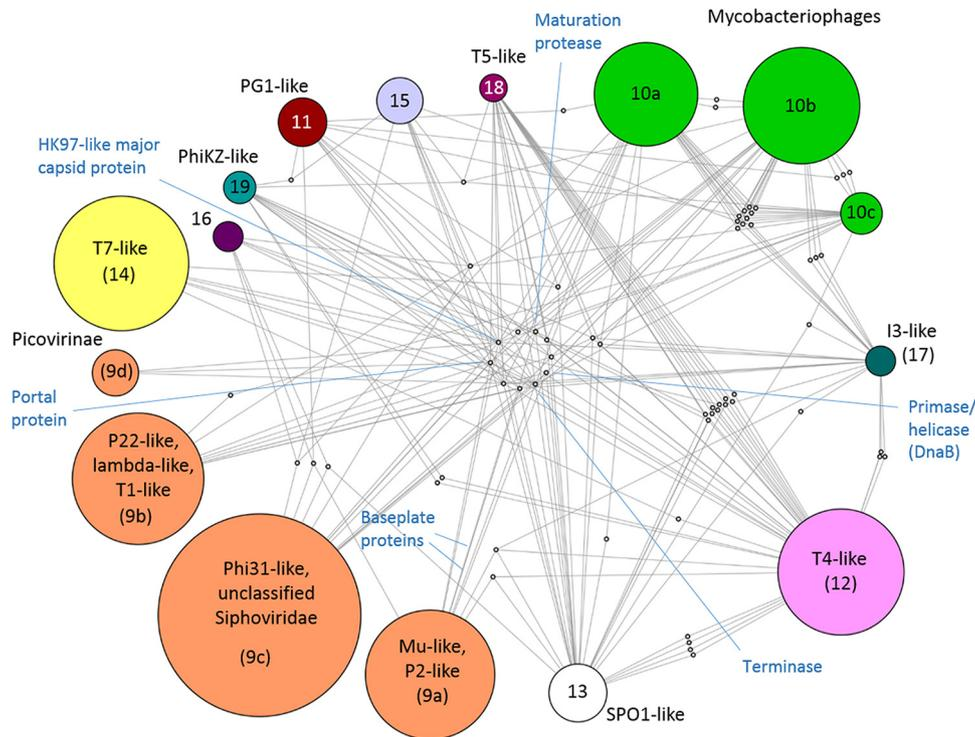 Mycobacteriophages
Maturation
protease
T5-like
18
10a
10b
PG1-like
11
15
HK97-like major
capsid protein
PhiKZ-like
19
16
10c
T7-like
(14)
I3-like
(17)
Picovirinae
(9d)
Portal
protein
Primase/
helicase
(DnaB)
P22-like,
lambda-like,
T1-like
(9b)
Baseplate
proteins
Phi31-like,
unclassified
Siphoviridae
(9c)
T4-like
(12)
Mu-like,
P2-like
(9a)
Terminase
13
SPO1-like